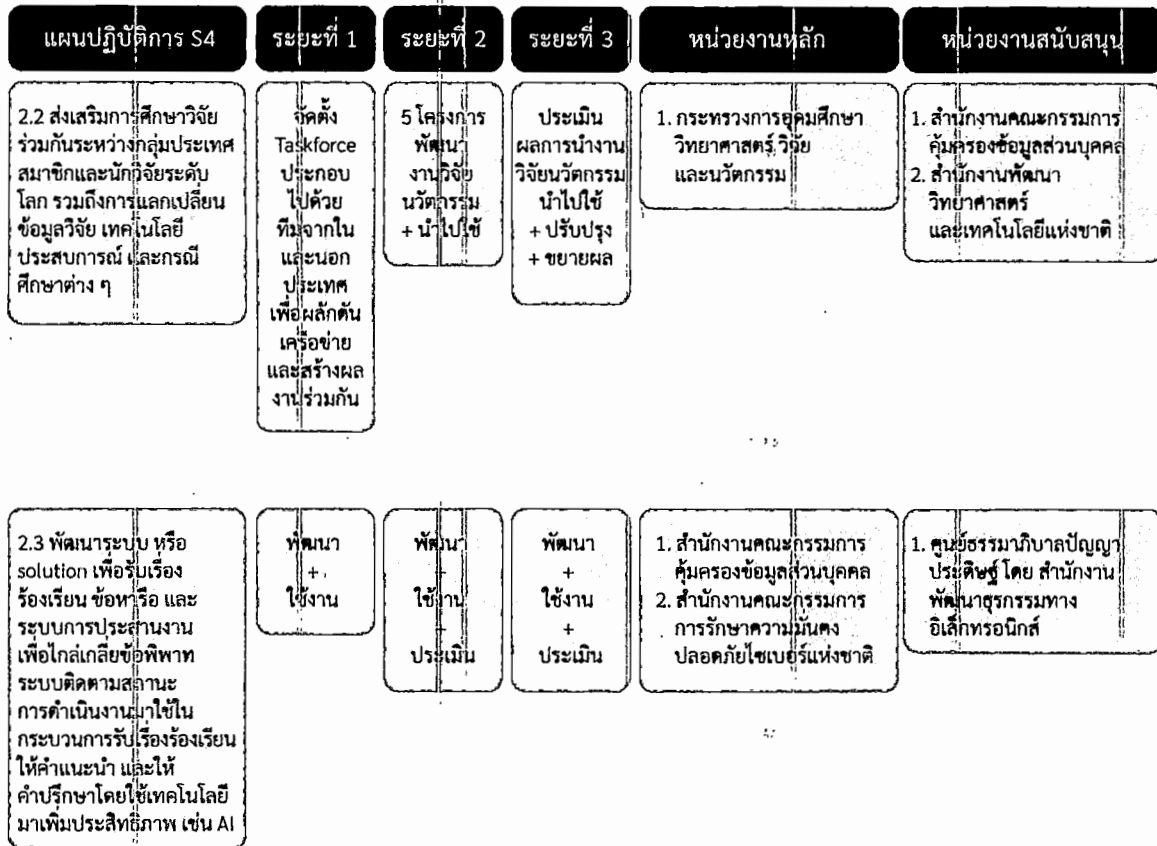 แผนปฏิบัติการ S4
ระยะที่ 1
ระยะที่ 2
ระยะที่ 3
หน่วยงานหลัก
หน่วยงานสนับสนุน
2.2 ส่งเสริมการศึกษาวิจัย
ร่วมกันระหว่างกลุ่มประเทศ
สมาชิกและนักวิจัยระดับ
โลก รวมถึงการแลกเปลี่ยน
ข้อมูลวิจัย เทคโนโลยี
ประสบการณ์ และกรณี
ศึกษาต่าง ๆ
จัดตั้ง
Taskforce
ประกอบ
ไปด้วย
ทีมจากใน
และนอก
ประเทศ
เพื่อผลักดัน
เครือข่าย
และสร้างผล
งานร่วมกัน
5 โครงการ
พัฒนา
งานวิจัย
นวัตกรรม
+ นำไปใช้
ประเมิน
ผลการนำงาน
วิจัยนวัตกรรม
นำไปใช้
+ ปรับปรุง
+ ขยายผล
1. กระทรวงการอุดมศึกษา
วิทยาศาสตร์ วิจัย
และนวัตกรรม
1. สำนักงานคณะกรรมการ
คุ้มครองข้อมูลส่วนบุคคล
2. สำนักงานพัฒนา
วิทยาศาสตร์
และเทคโนโลยีแห่งชาติ
2.3 พัฒนาระบบ หรือ
solution เพื่อรับเรื่อง
ร้องเรียน ข้อหารือ และ
ระบบการประสานงาน
เพื่อไกล่เกลี่ยข้อพิพาท
ระบบติดตามสถานะ
การดำเนินงานมาใช้ใน
กระบวนการรับเรื่องร้องเรียน
ให้คำแนะนำ และให้
คำปรึกษาโดยใช้เทคโนโลยี
มาเพิ่มประสิทธิภาพ เช่น AI
พัฒนา
+
ใช้งาน
พัฒนา
+
ใช้งาน
+
ประเมิน
พัฒนา
+
ใช้งาน
+
ประเมิน
1. สำนักงานคณะกรรมการ
คุ้มครองข้อมูลส่วนบุคคล
2. สำนักงานคณะกรรมการ
การรักษาความมั่นคง
ปลอดภัยไซเบอร์แห่งชาติ
1. ศูนย์ธรรมาภิบาลปัญญา
ประดิษฐ์ โดย สำนักงาน
พัฒนาธุรกรรมทาง
อิเล็กทรอนิกส์